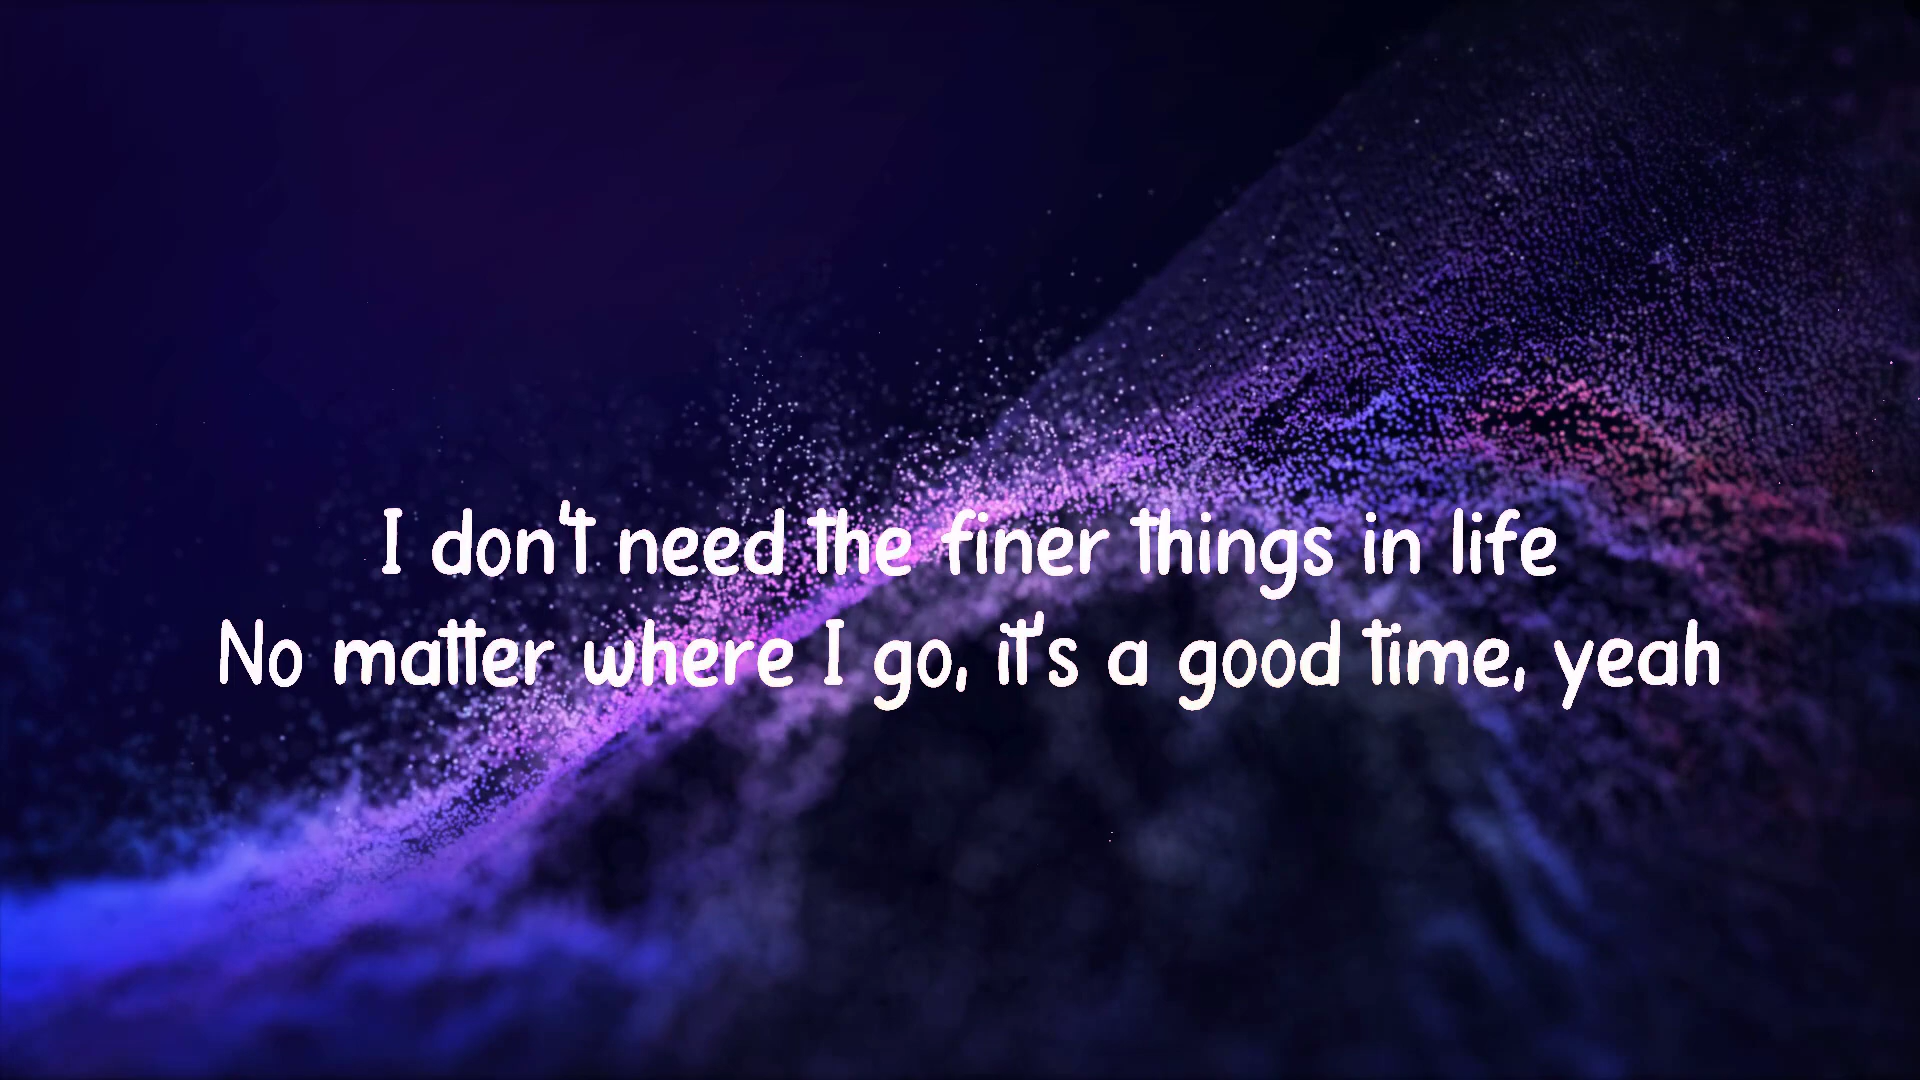 I don't need the finer things in life
No matter where I go, it's a good time, yeah